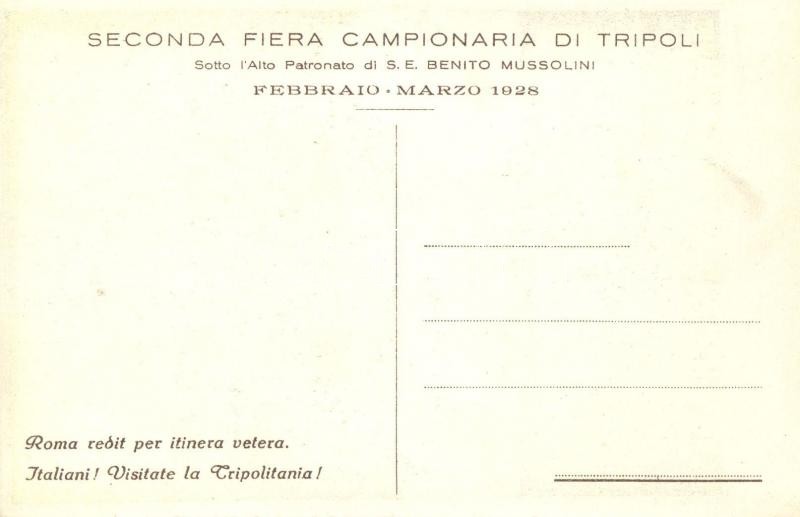 SECONDA FIERA CAMPIONARIA DI TRIPOLI
Sotto l'Alto Patronato di S. E. BENITO MUSSOLINI
FEBBRAIO - MARZO 1928
Roma redit per itinera vetera.
Italiani! Visitate la Tripolitania!